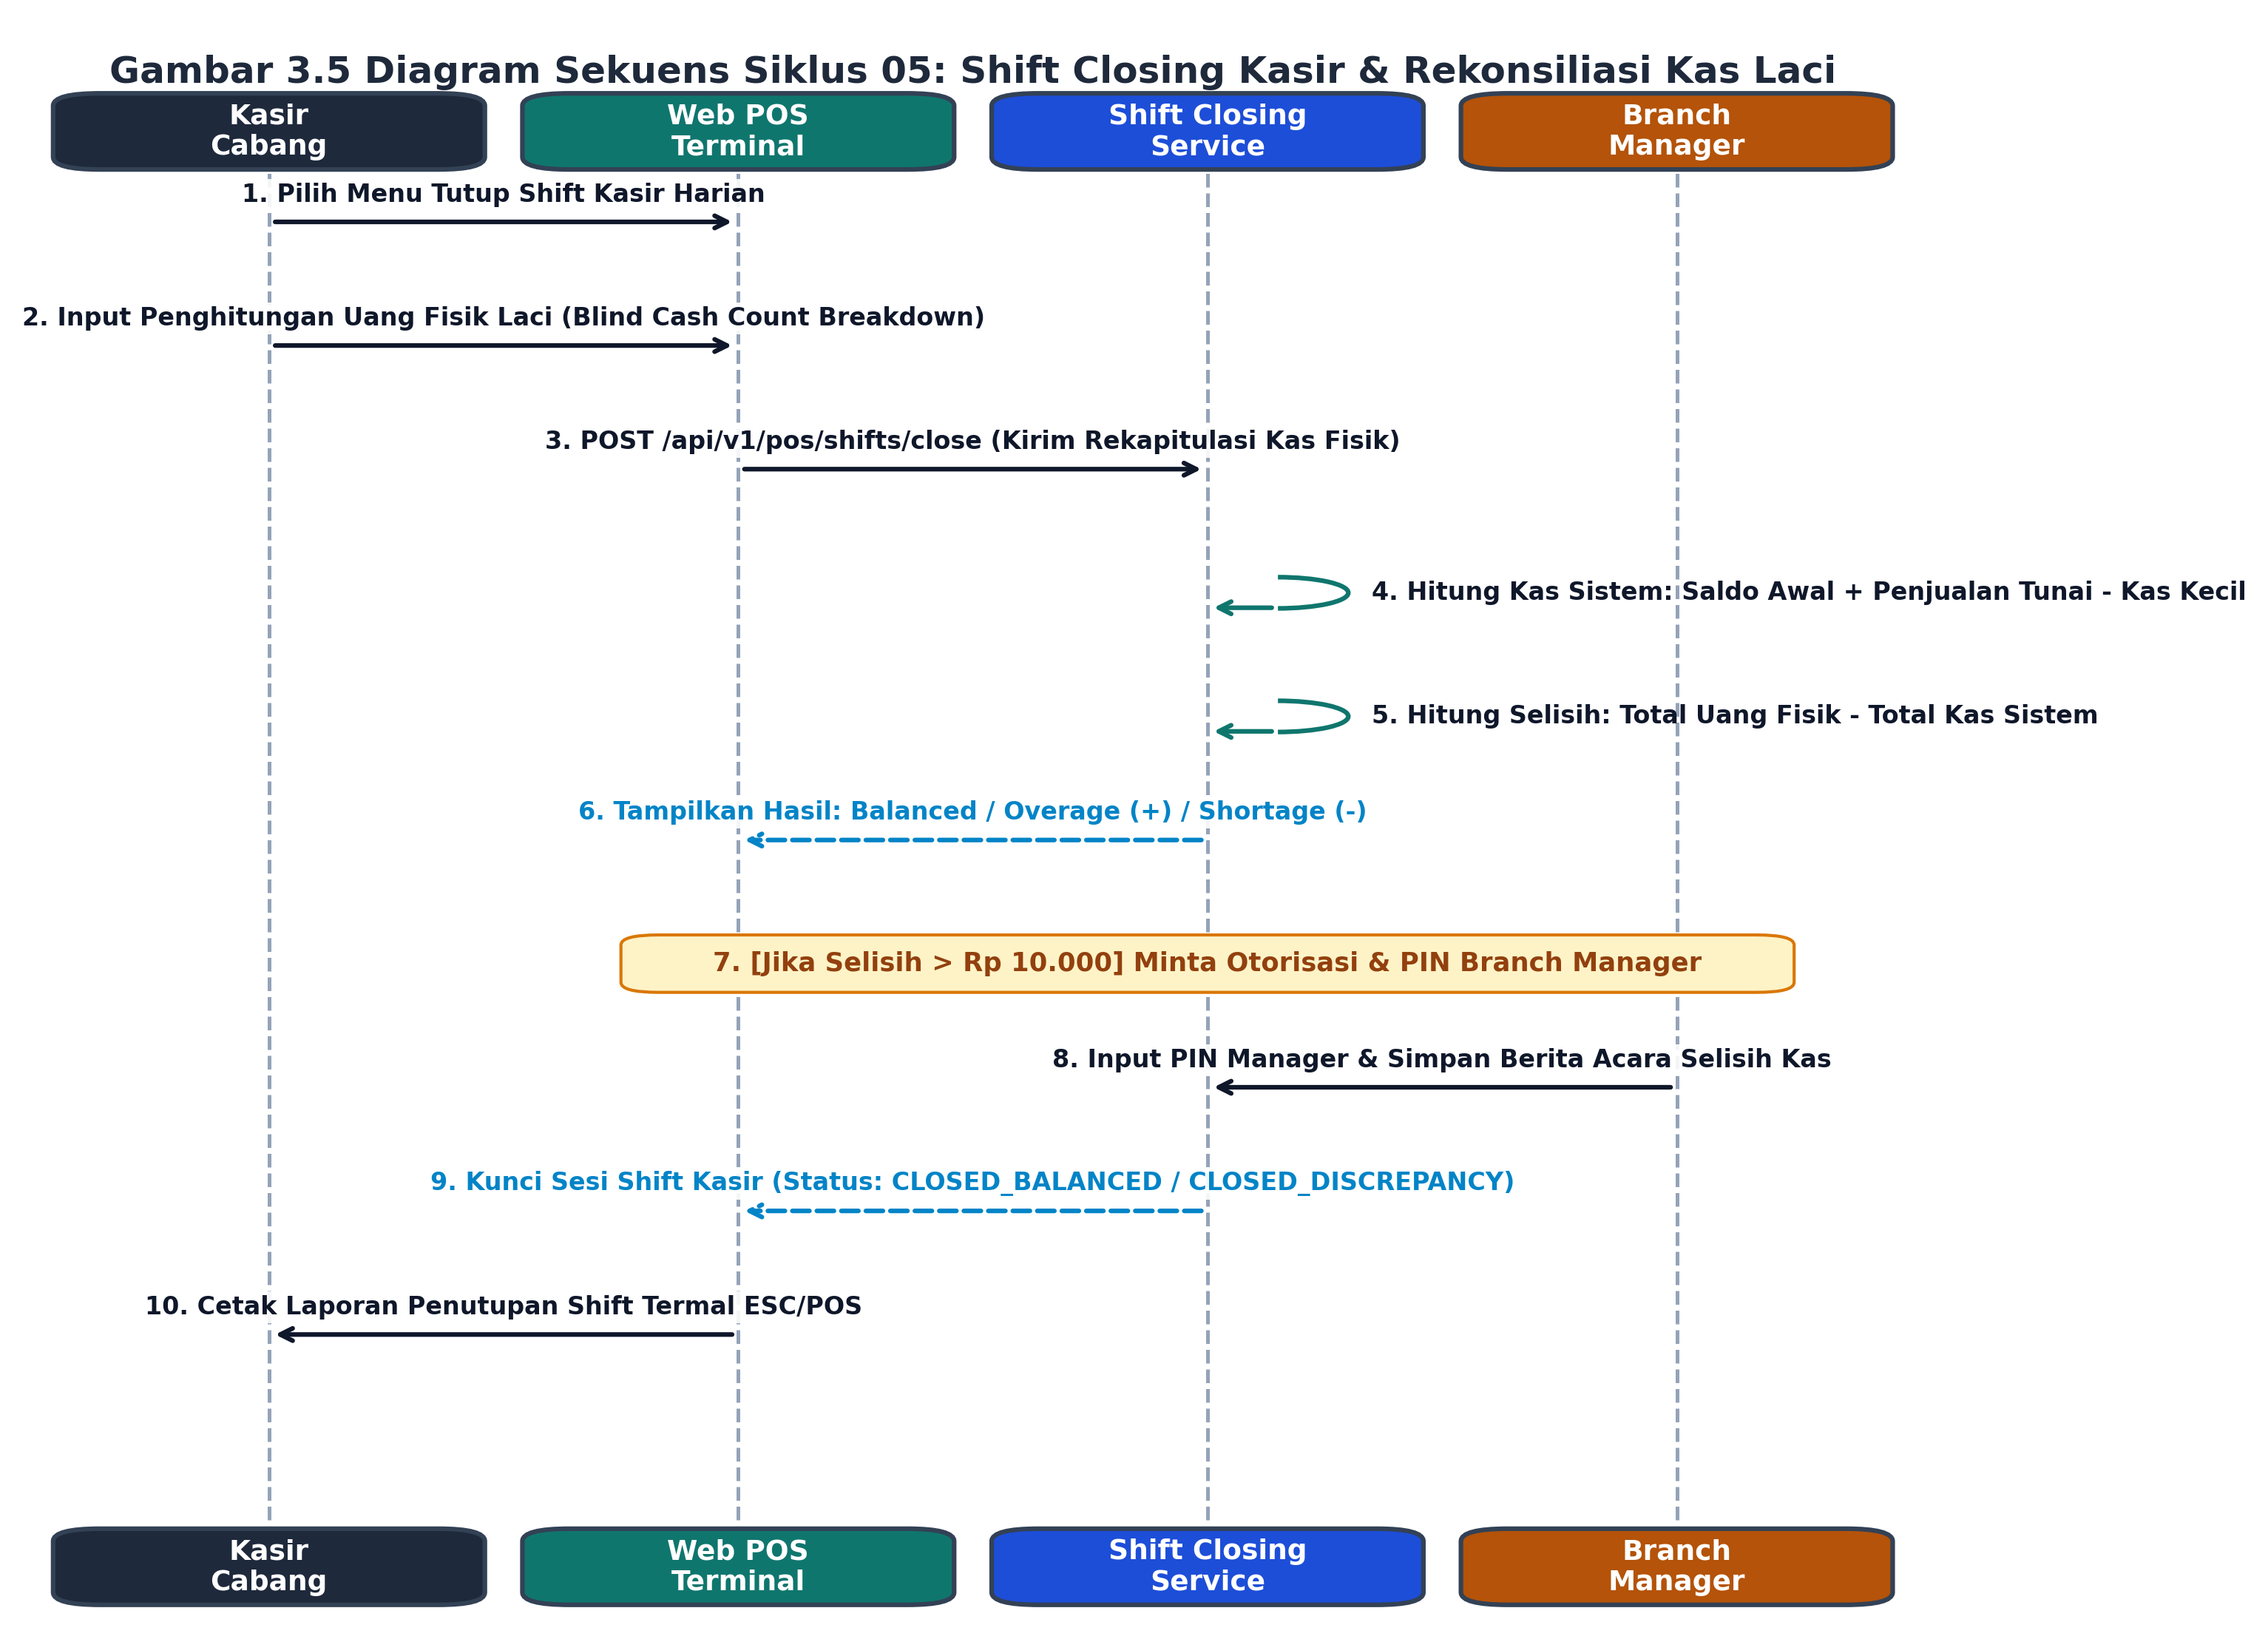 Gambar 3.5 Diagram Sekuens Siklus 05: Shift Closing Kasir & Rekonsiliasi Kas Laci
Kasir
Cabang
Web POS
Terminal
Shift Closing
Service
Branch
Manager
1. Pilih Menu Tutup Shift Kasir Harian
2. Input Penghitungan Uang Fisik Laci (Blind Cash Count Breakdown)
3. POST /api/v1/pos/shifts/close (Kirim Rekapitulasi Kas Fisik)
4. Hitung Kas Sistem: Saldo Awal + Penjualan Tunai - Kas Kecil
5. Hitung Selisih: Total Uang Fisik - Total Kas Sistem
6. Tampilkan Hasil: Balanced / Overage (+) / Shortage (-)
7. [Jika Selisih > Rp 10.000] Minta Otorisasi & PIN Branch Manager
8. Input PIN Manager & Simpan Berita Acara Selisih Kas
9. Kunci Sesi Shift Kasir (Status: CLOSED_BALANCED / CLOSED_DISCREPANCY)
10. Cetak Laporan Penutupan Shift Termal ESC/POS
Kasir
Cabang
Web POS
Terminal
Shift Closing
Service
Branch
Manager